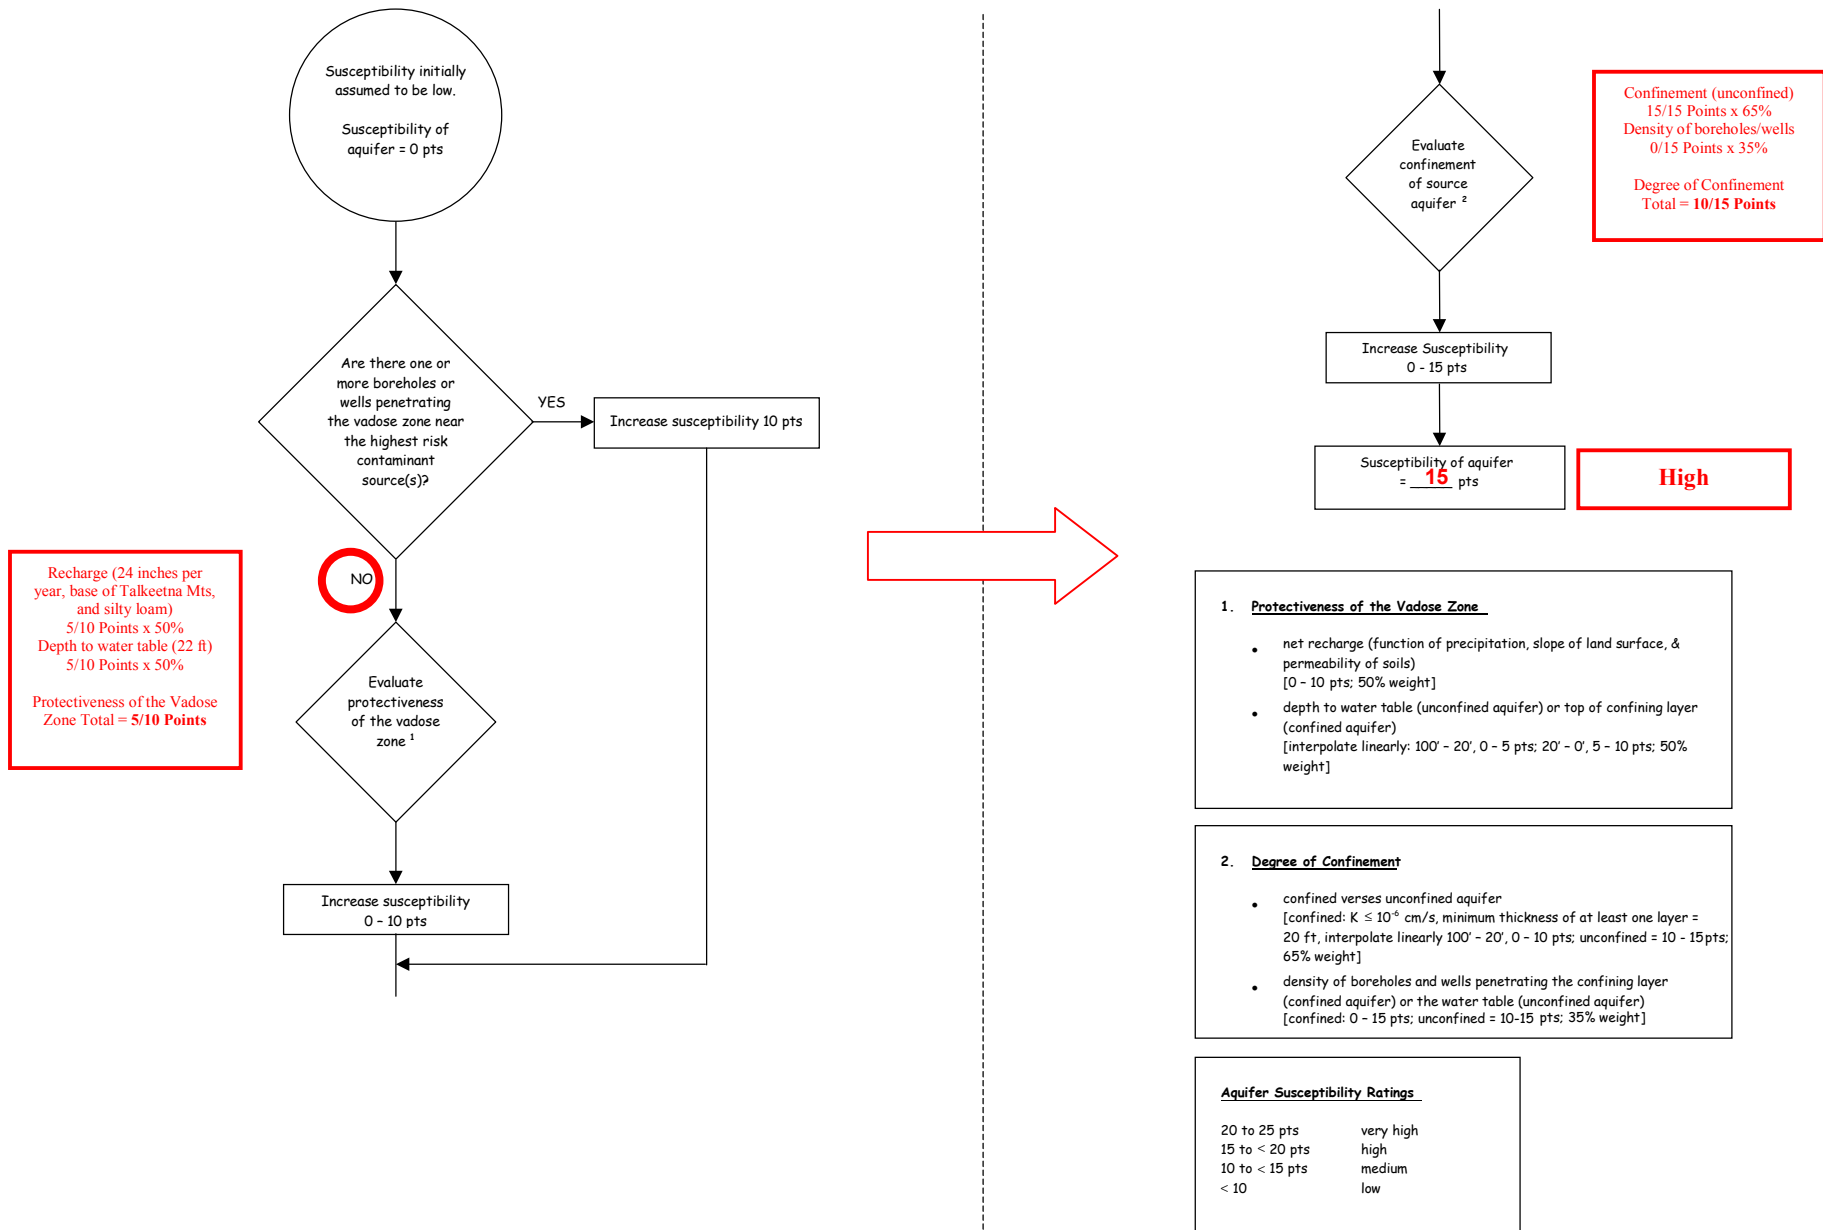 Susceptibility initially
assumed to be low.
Susceptibility of
aquifer = 0 pts
Are there one or
more boreholes or
wells penetrating
the vadose zone near
the highest risk
contaminant
source(s)?
YES
Increase susceptibility 10 pts
NO
Recharge (24 inches per
year, base of Talkeetna Mts,
and silty loam)
5/10 Points x 50%
Depth to water table (22 ft)
5/10 Points x 50%
Protectiveness of the Vadose
Zone Total = 5/10 Points
Evaluate
protectiveness
of the vadose
zone ¹
Increase susceptibility
0 – 10 pts
Evaluate
confinement
of source
aquifer ²
Confinement (unconfined)
15/15 Points x 65%
Density of boreholes/wells
0/15 Points x 35%
Degree of Confinement
Total = 10/15 Points
Increase Susceptibility
0 - 15 pts
Susceptibility of aquifer
= 15 pts
High
1. Protectiveness of the Vadose Zone
• net recharge (function of precipitation, slope of land surface, &
permeability of soils)
[0 – 10 pts; 50% weight]
• depth to water table (unconfined aquifer) or top of confining layer
(confined aquifer)
[interpolate linearly: 100’ – 20’, 0 – 5 pts; 20’ – 0’, 5 – 10 pts; 50%
weight]
2. Degree of Confinement
• confined verses unconfined aquifer
[confined: K ≤ 10⁻⁶ cm/s, minimum thickness of at least one layer =
20 ft, interpolate linearly 100’ – 20’, 0 – 10 pts; unconfined = 10 - 15 pts;
65% weight]
• density of boreholes and wells penetrating the confining layer
(confined aquifer) or the water table (unconfined aquifer)
[confined: 0 – 15 pts; unconfined = 10-15 pts; 35% weight]
Aquifer Susceptibility Ratings
20 to 25 pts very high
15 to < 20 pts high
10 to < 15 pts medium
< 10 low